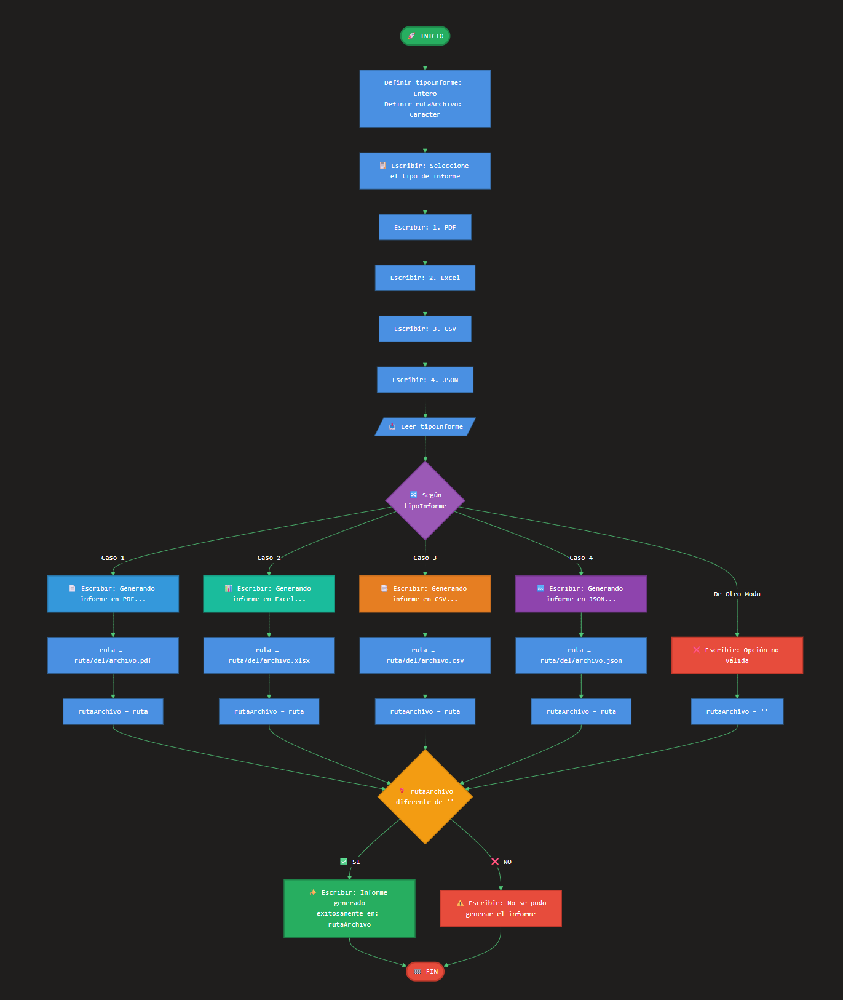 🚀 INICIO
Definir tipoInforme:
Entero
Definir rutaArchivo:
Caracter
📋 Escribir: Seleccione
el tipo de informe
Escribir: 1. PDF
Escribir: 2. Excel
Escribir: 3. CSV
Escribir: 4. JSON
📥 Leer tipoInforme
🔀 Según
tipoInforme
Caso 1
Caso 2
Caso 3
Caso 4
De Otro Modo
📄 Escribir: Generando
informe en PDF...
📊 Escribir: Generando
informe en Excel...
📑 Escribir: Generando
informe en CSV...
🔤 Escribir: Generando
informe en JSON...
ruta =
ruta/del/archivo.pdf
ruta =
ruta/del/archivo.xlsx
ruta =
ruta/del/archivo.csv
ruta =
ruta/del/archivo.json
❌ Escribir: Opción no
válida
rutaArchivo = ruta
rutaArchivo = ruta
rutaArchivo = ruta
rutaArchivo = ruta
rutaArchivo = ''
❓ rutaArchivo
diferente de ''
✅ SI
❌ NO
✨ Escribir: Informe
generado
exitosamente en:
rutaArchivo
⚠️ Escribir: No se pudo
generar el informe
🏁 FIN